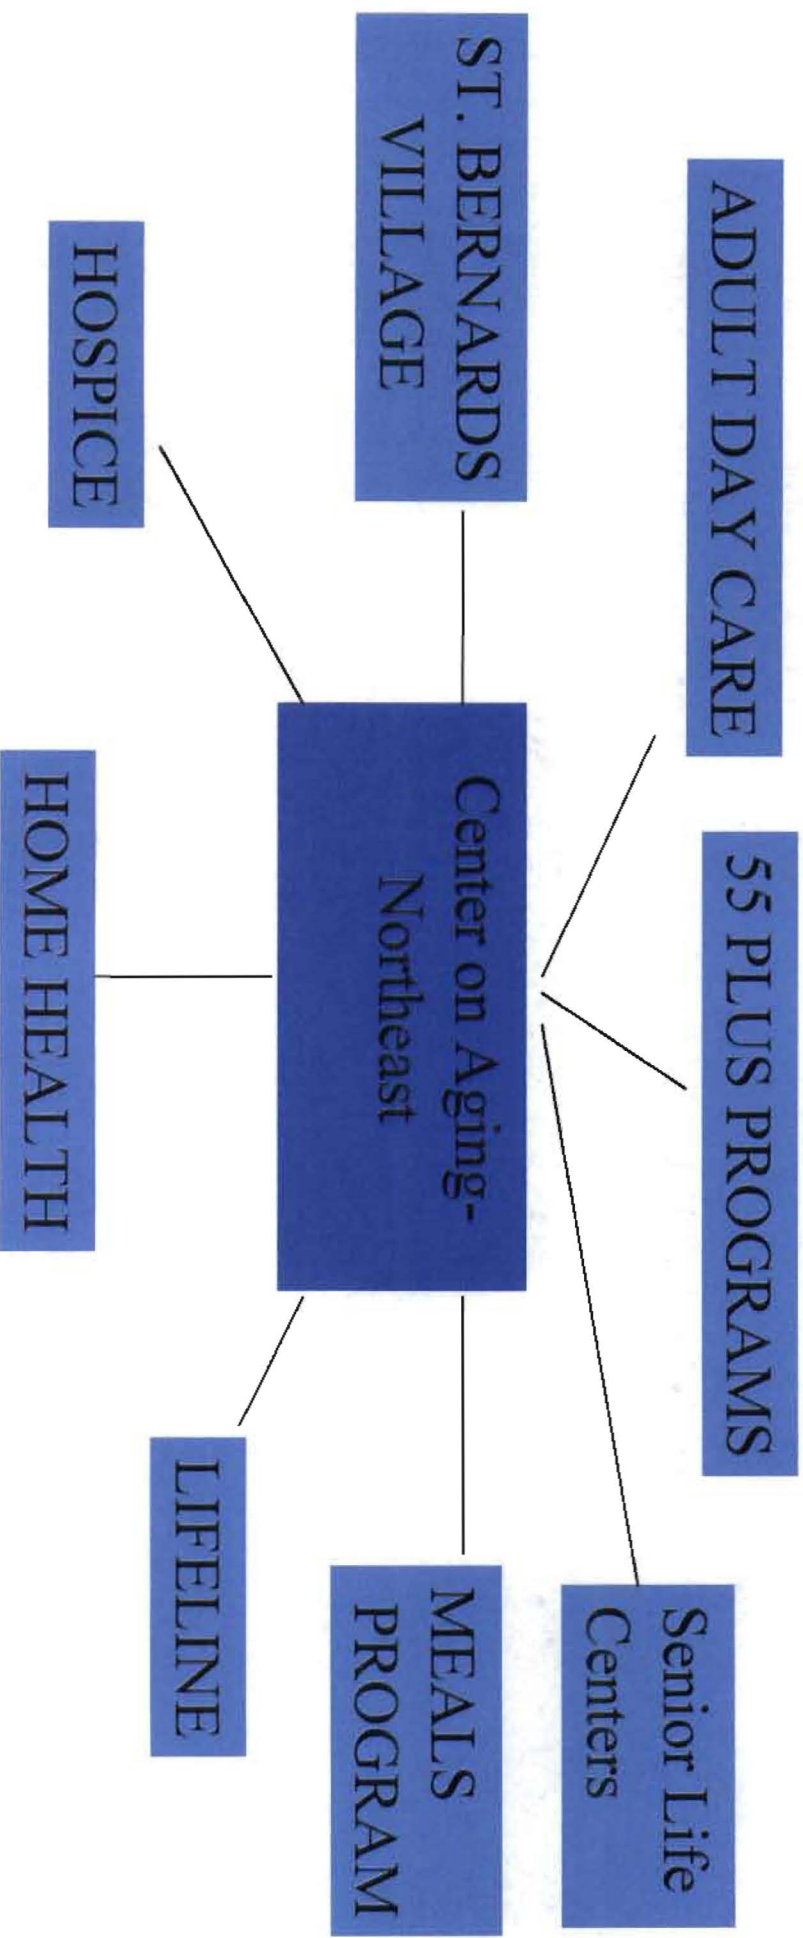 ADULT DAY CARE
55 PLUS PROGRAMS
Senior Life
Centers
ST. BERNARDS
VILLAGE
Center on Aging-
Northeast
MEALS
PROGRAM
HOSPICE
HOME HEALTH
LIFELINE